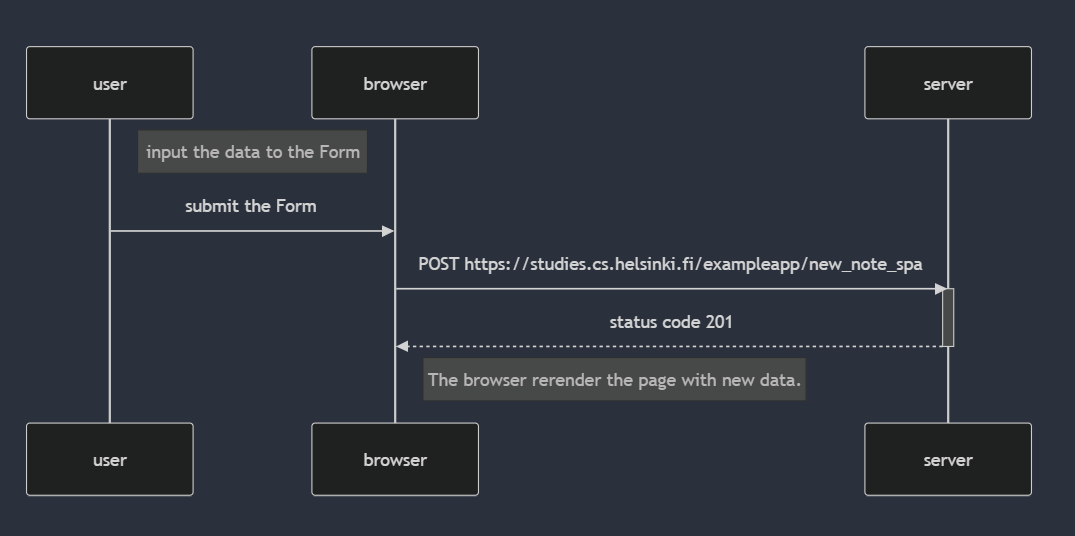 user
browser
server
input the data to the Form
submit the Form
POST https://studies.cs.helsinki.fi/exampleapp/new_note_spa
status code 201
The browser rerender the page with new data.
user
browser
server